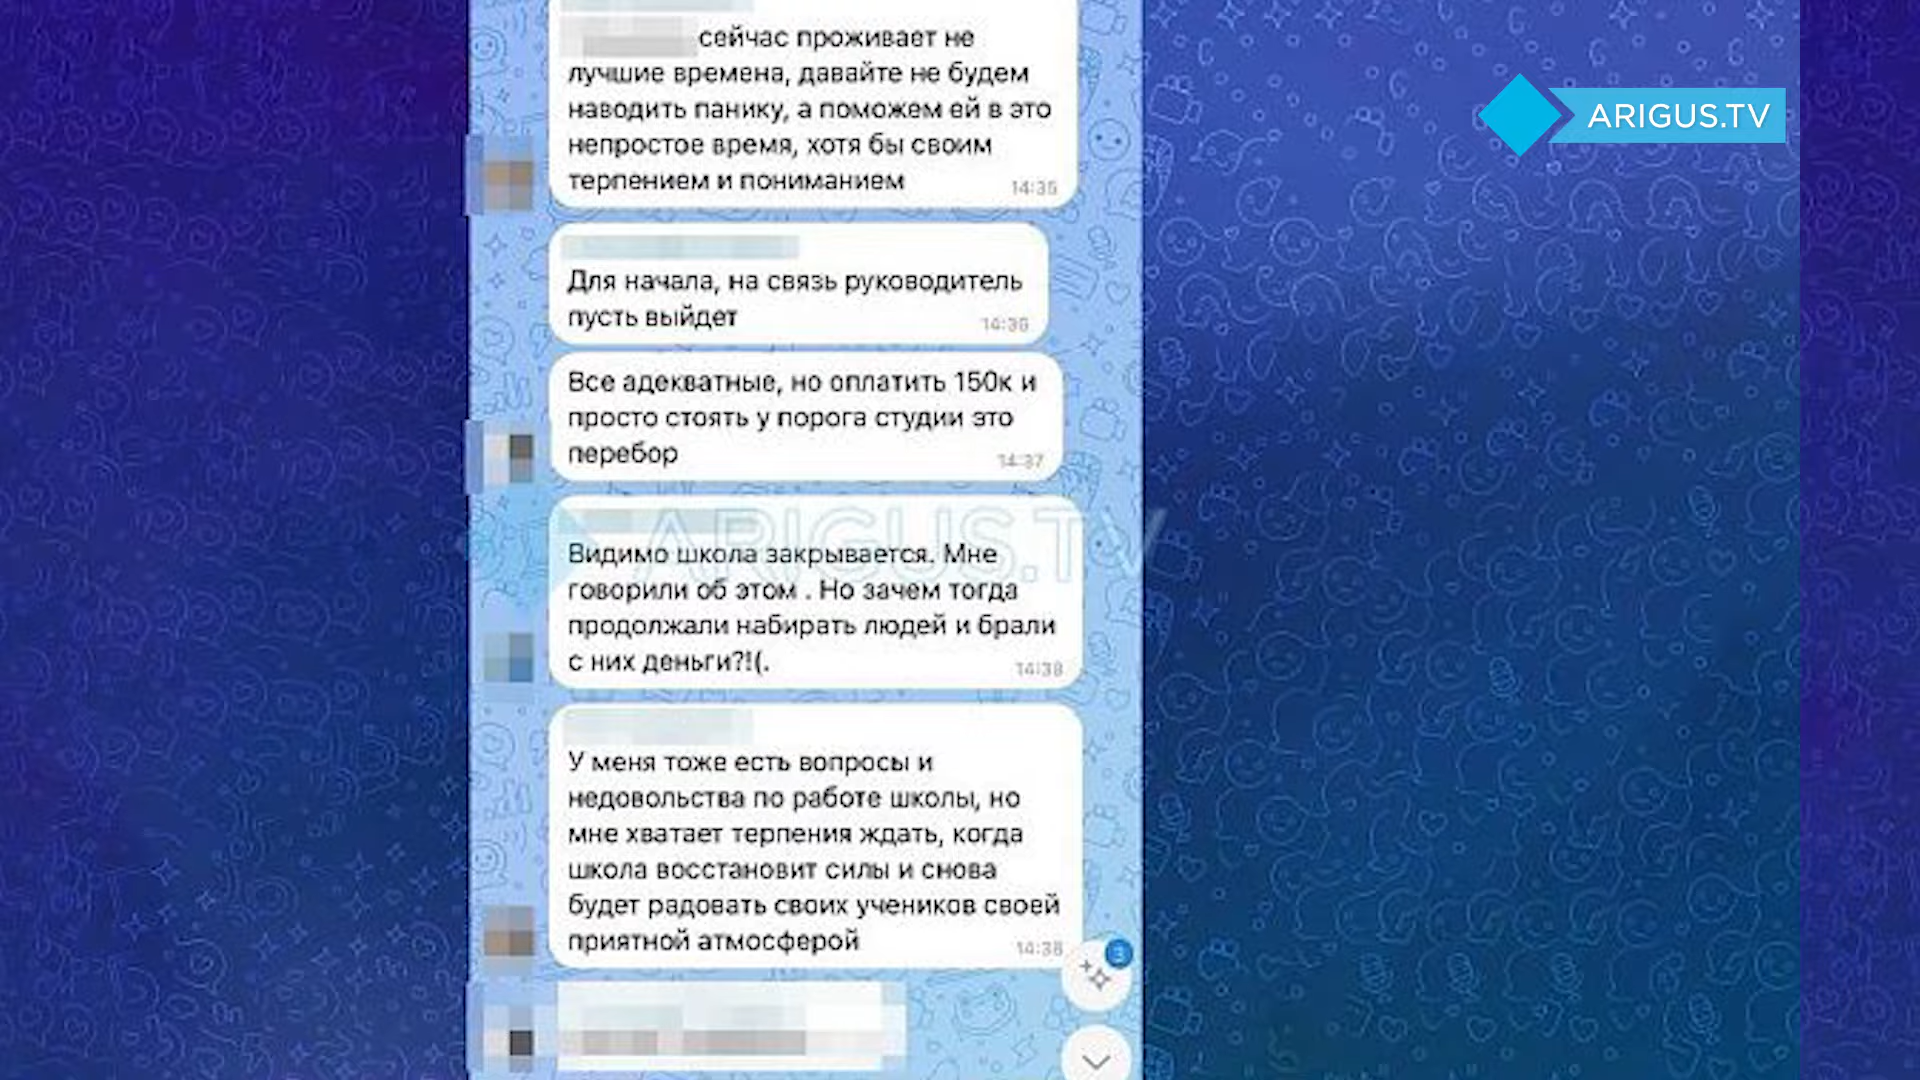 сейчас проживает не
лучшие времена, давайте не будем
наводить панику, а поможем ей в это
непростое время, хотя бы своим
терпением и пониманием
14:35
ARIGUS.TV
Для начала, на связь руководитель
пусть выйдет
14:36
Все адекватные, но оплатить 150к и
просто стоять у порога студии это
перебор
14:37
ARIGUS.TV
Видимо школа закрывается. Мне
говорили об этом . Но зачем тогда
продолжали набирать людей и брали
с них деньги?!(.
14:38
У меня тоже есть вопросы и
недовольства по работе школы, но
мне хватает терпения ждать, когда
школа восстановит силы и снова
будет радовать своих учеников своей
приятной атмосферой
14:38
3